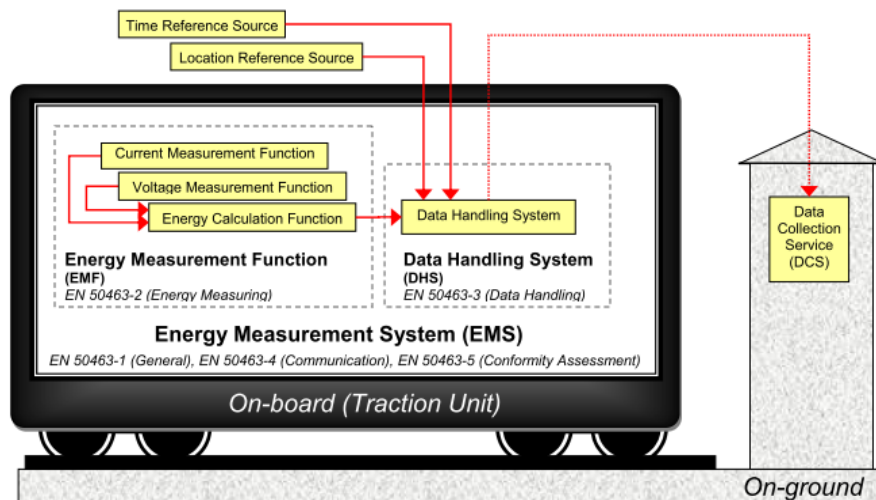 Time Reference Source
Location Reference Source
Current Measurement Function
Voltage Measurement Function
Energy Calculation Function
Data Handling System
Data
Collection
Service
(DCS)
Energy Measurement Function
(EMF)
EN 50463-2 (Energy Measuring)
Data Handling System
(DHS)
EN 50463-3 (Data Handling)
Energy Measurement System (EMS)
EN 50463-1 (General), EN 50463-4 (Communication), EN 50463-5 (Conformity Assessment)
On-board (Traction Unit)
On-ground